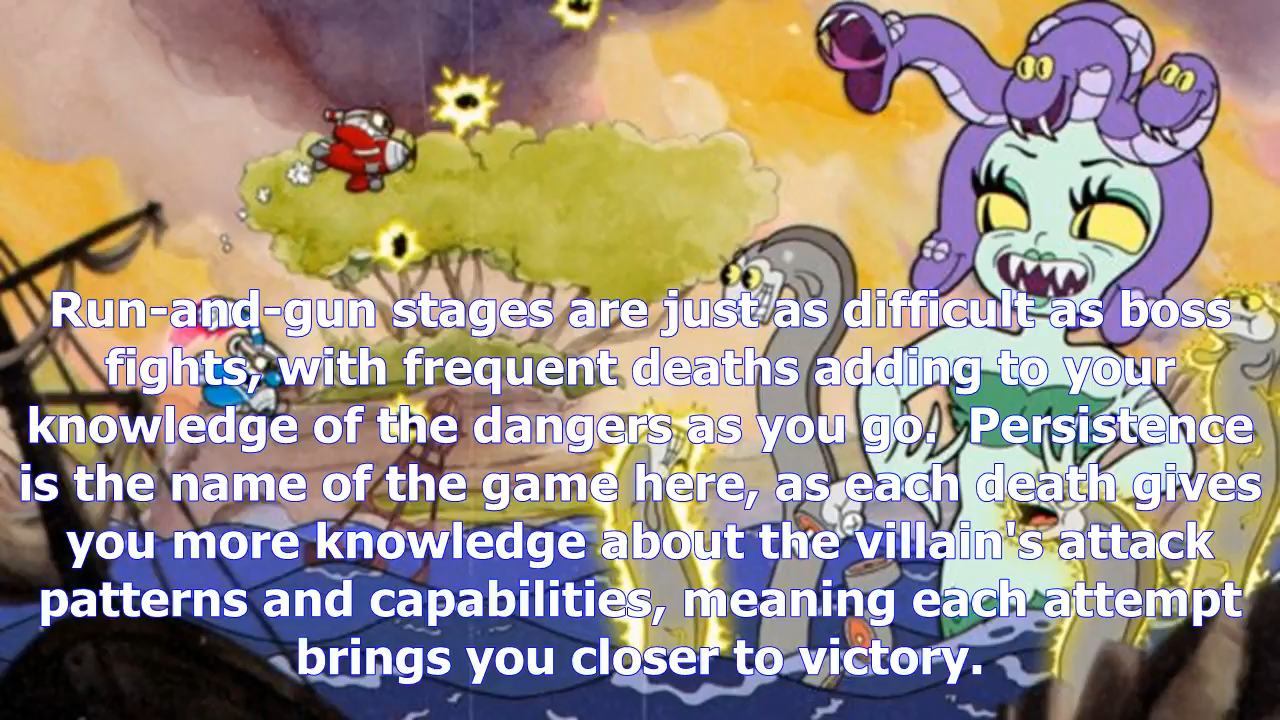 Run-and-gun stages are just as difficult as boss
fights, with frequent deaths adding to your
knowledge of the dangers as you go.  Persistence
is the name of the game here, as each death gives
you more knowledge about the villain's attack
patterns and capabilities, meaning each attempt
brings you closer to victory.